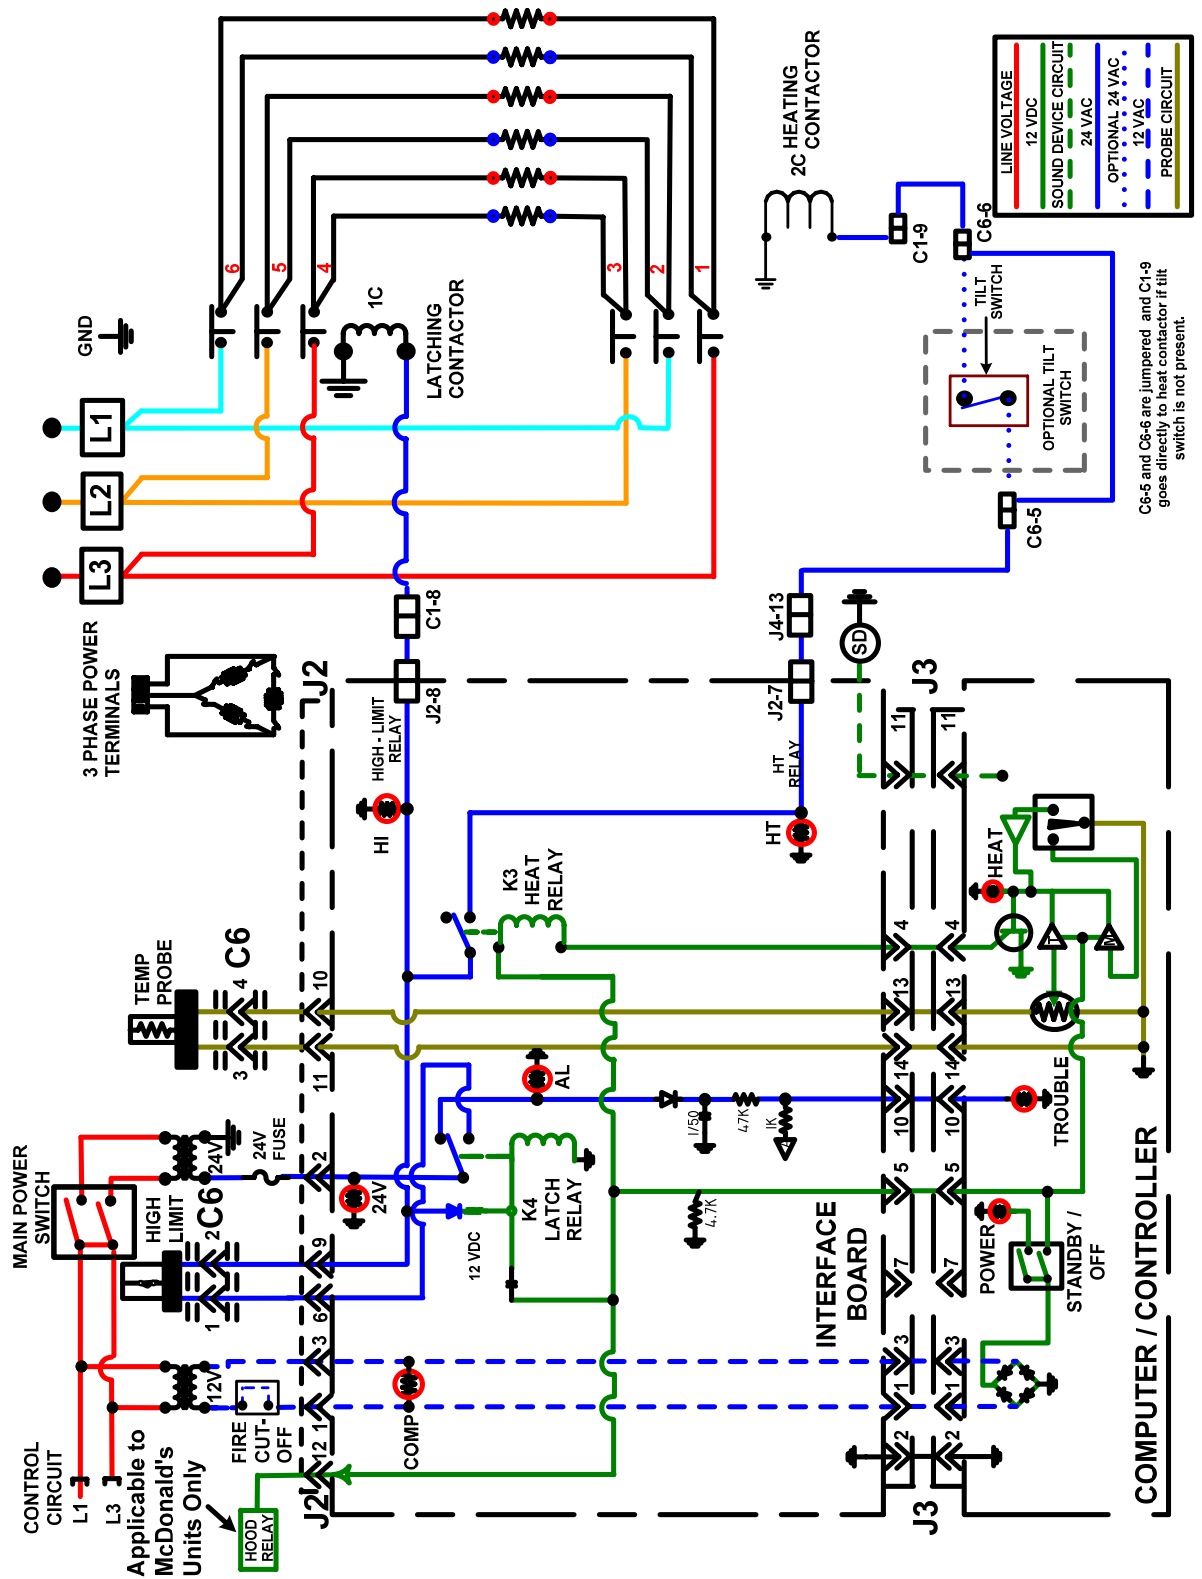 CONTROL
CIRCUIT
L1
L3
Applicable to
McDonald's
Units Only
HOOD
RELAY
MAIN POWER
SWITCH
HIGH
LIMIT
12V
FIRE
CUT-
OFF
24V
24V
FUSE
2C6
1
2
TEMP
PROBE
C6
3
4
3 PHASE POWER
TERMINALS
L3
L2
L1
GND
6
5
4
3
2
1
1C
LATCHING
CONTACTOR
2C HEATING
CONTACTOR
C1-9
C6-6
TILT
SWITCH
OPTIONAL TILT
SWITCH
C6-5
C6-5 and C6-6 are jumpered and C1-9
goes directly to heat contactor if tilt
switch is not present.
LINE VOLTAGE
12 VDC
SOUND DEVICE CIRCUIT
24 VAC
OPTIONAL 24 VAC
12 VAC
PROBE CIRCUIT
J2
12
1
3
6
9
2
11
10
J2
C1-8
J2-8
HIGH - LIMIT
RELAY
HI
J4-13
J2-7
HT
RELAY
HT
SD
K3
HEAT
RELAY
AL
24V
12 VDC
K4
LATCH
RELAY
COMP
1/50
47K
1K
4.7K
INTERFACE
BOARD
2
1
3
7
5
10
14
13
4
11
J3
2
1
3
7
5
10
14
13
4
11
J3
HEAT
T
M
TROUBLE
POWER
STANDBY /
OFF
COMPUTER / CONTROLLER